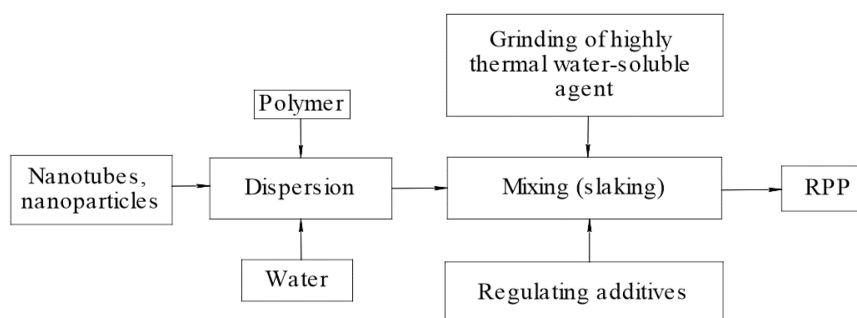 Grinding of highly
thermal water-soluble
agent
Polymer
Nanotubes,
nanoparticles
Dispersion
Mixing (slaking)
RPP
Water
Regulating additives